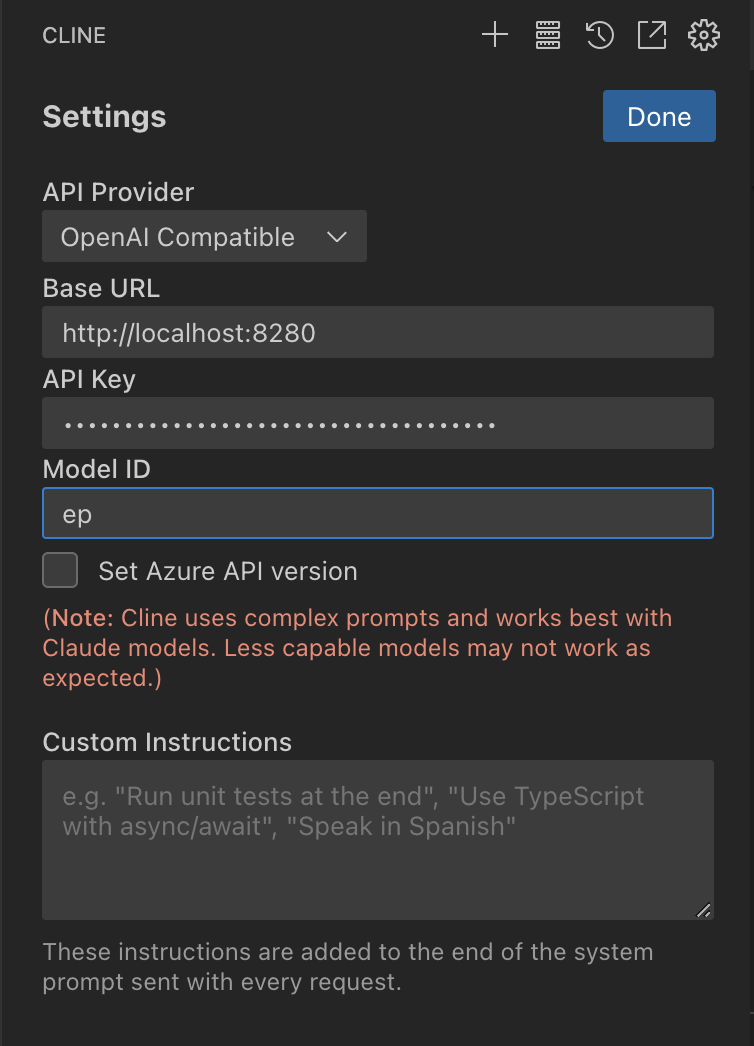 CLINE
Settings
Done
API Provider
OpenAI Compatible
Base URL
http://localhost:8280
API Key
••••••••••••••••••••••••••••••••••••
Model ID
ep
Set Azure API version
(Note: Cline uses complex prompts and works best with
Claude models. Less capable models may not work as
expected.)
Custom Instructions
e.g. "Run unit tests at the end", "Use TypeScript
with async/await", "Speak in Spanish"
These instructions are added to the end of the system
prompt sent with every request.